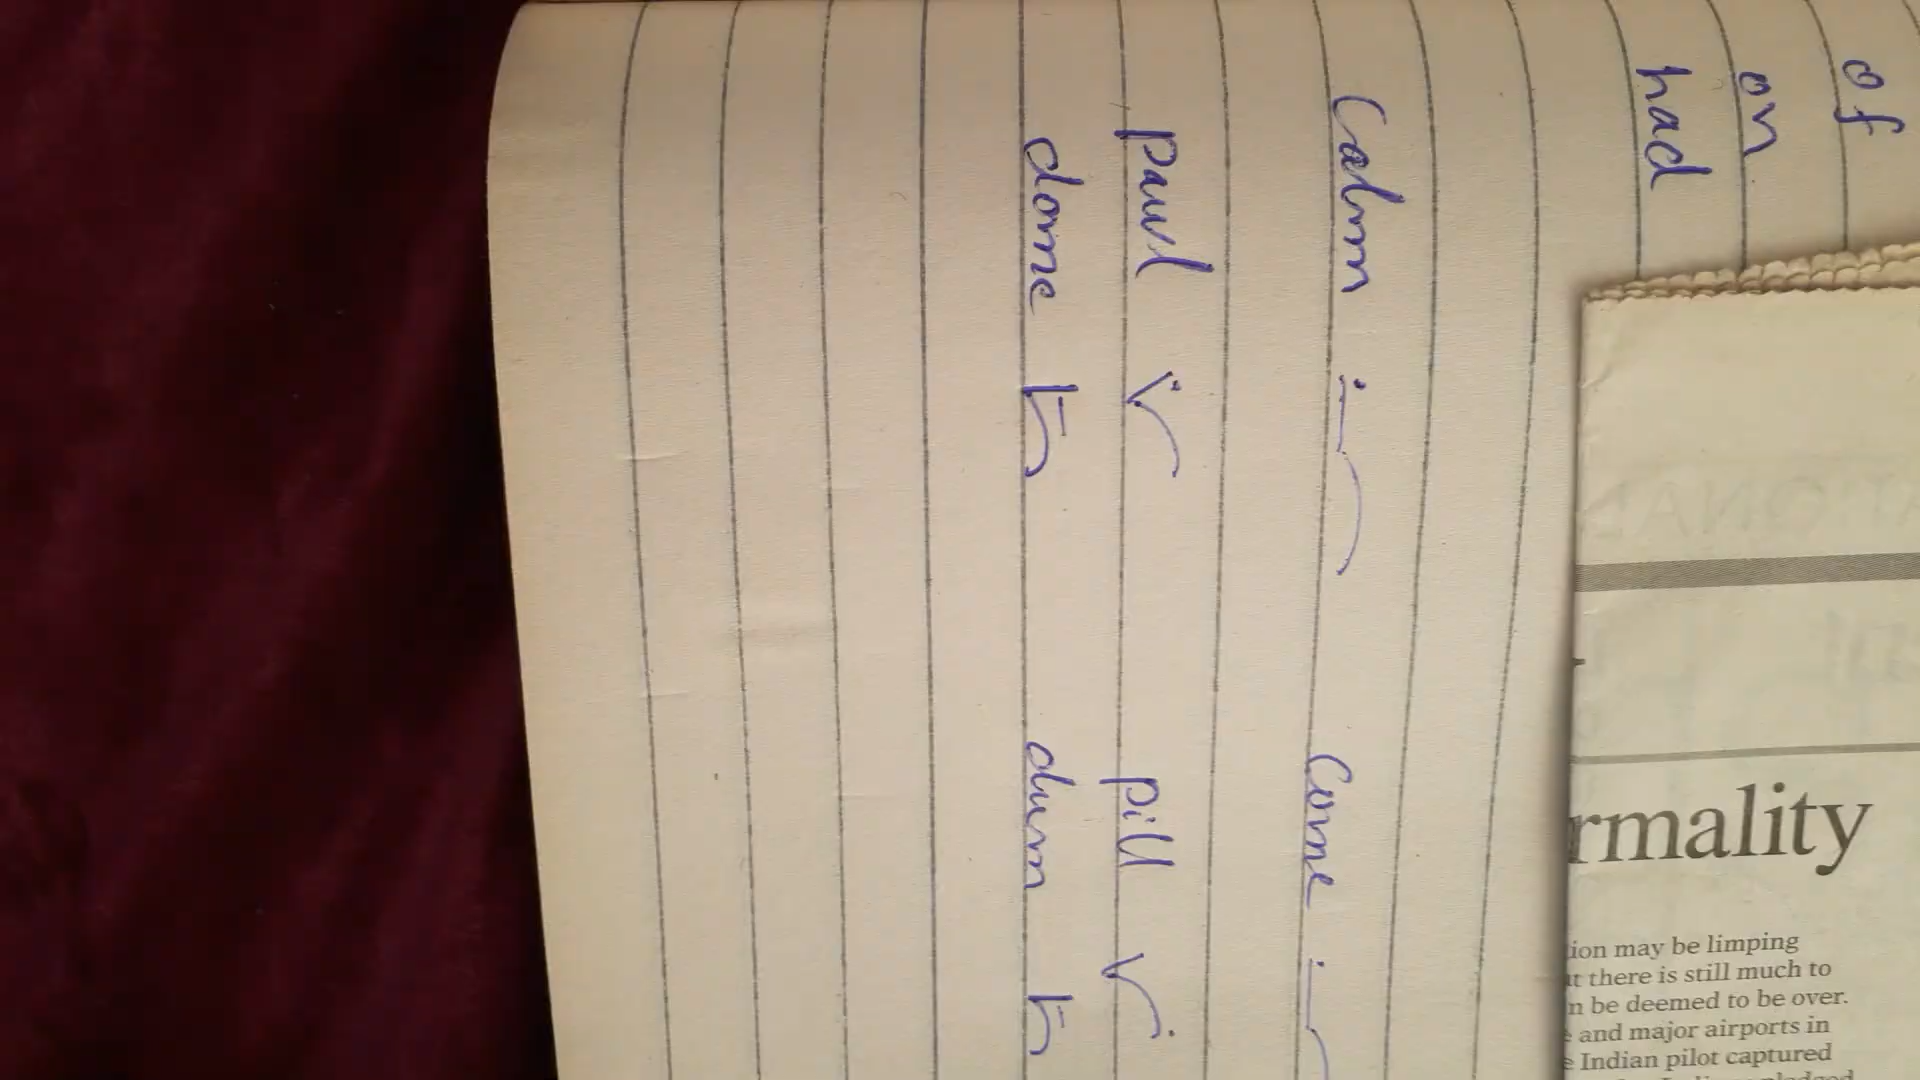 of
on
had
Calm Come
paul pill
dome dum
rmality
ion may be limping
t there is still much to
n be deemed to be over.
and major airports in
Indian pilot captured